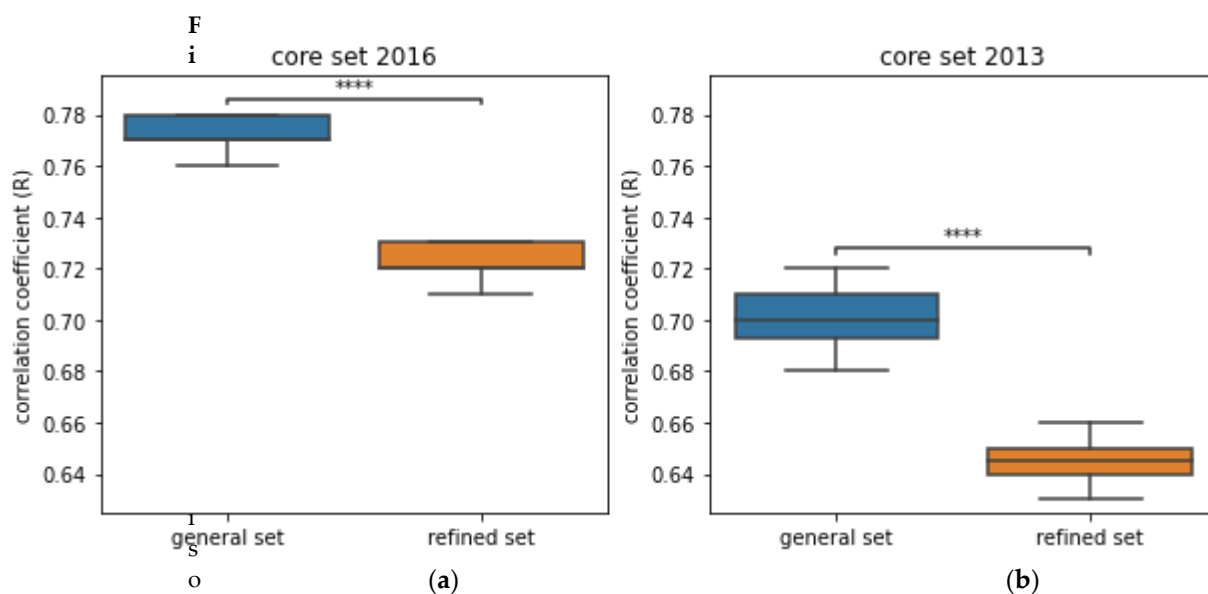 F
i
core set 2016
core set 2013
****
****
correlation coefficient (R)
0.78
0.76
0.74
0.72
0.70
0.68
0.66
0.64
correlation coefficient (R)
0.78
0.76
0.74
0.72
0.70
0.68
0.66
0.64
general set
refined set
general set
refined set
s
o
(a)
(b)